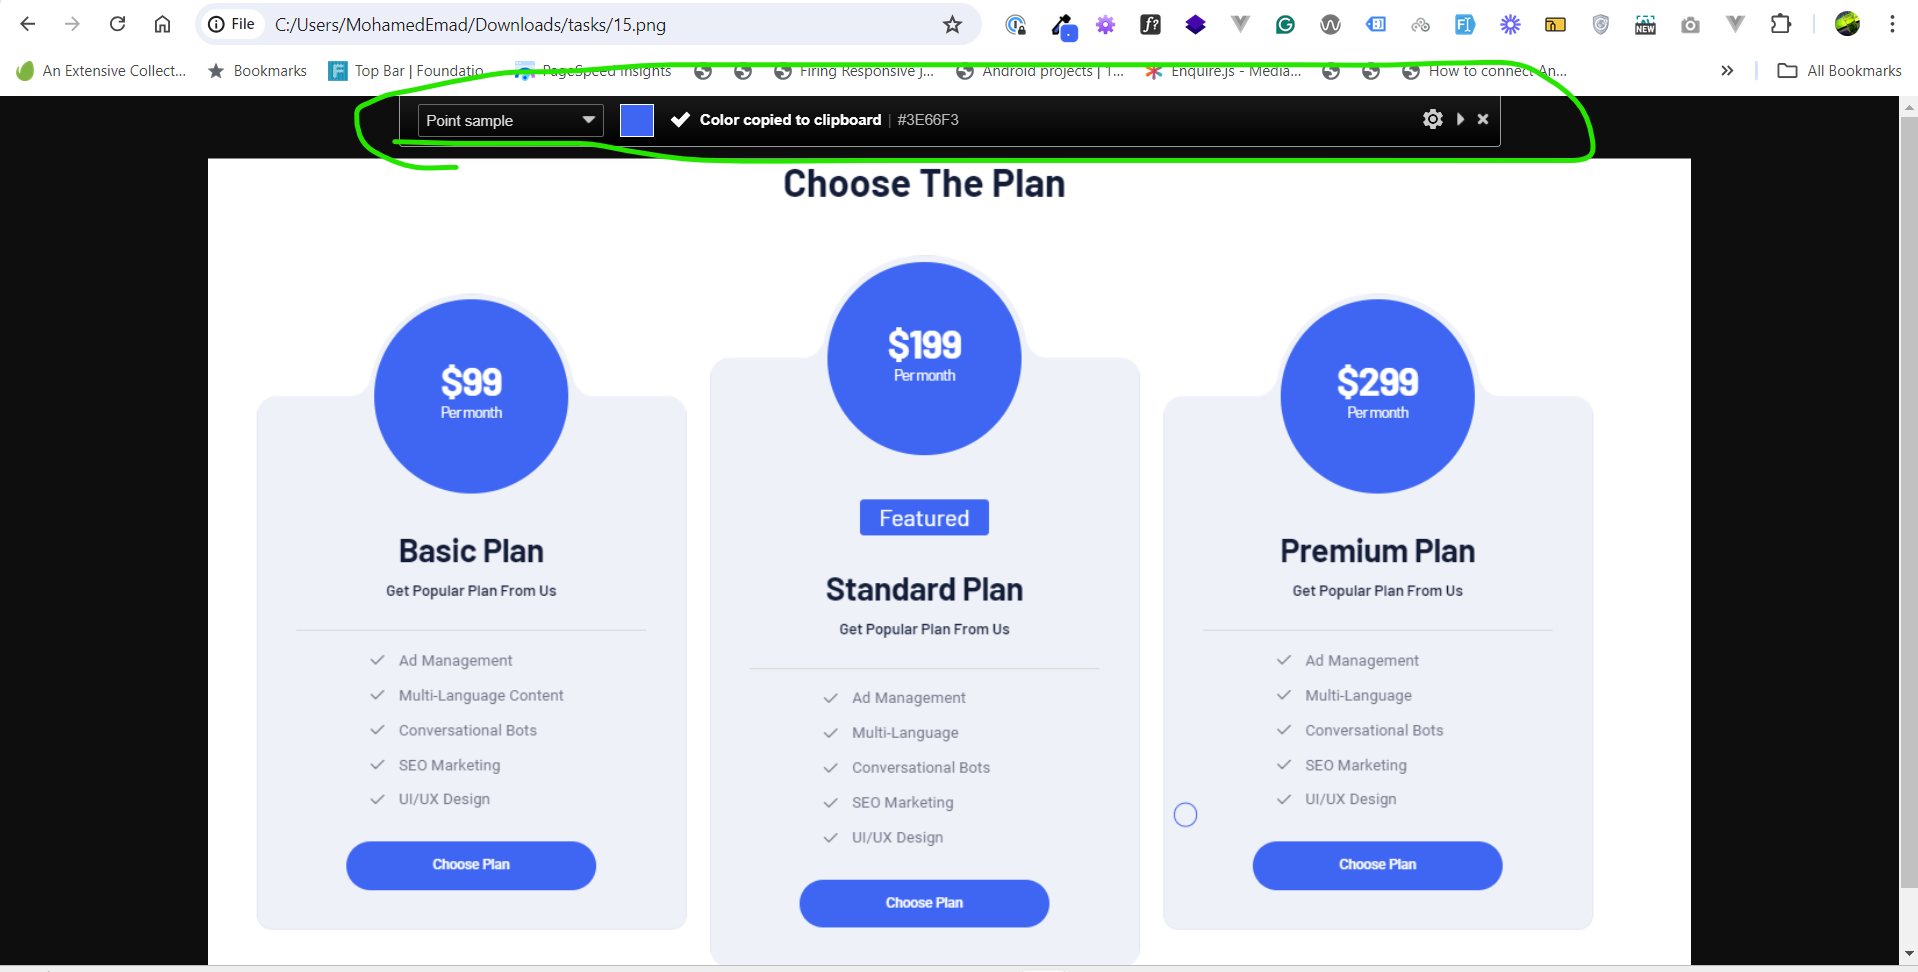 File C:/Users/MohamedEmad/Downloads/tasks/15.png
An Extensive Collect... Bookmarks Top Bar | Foundatio... PageSpeed Insights Firing Responsive J... Android projects | 1... Enquire.js - Media... How to connect An... All Bookmarks
Point sample Color copied to clipboard | #3E66F3
Choose The Plan
$99
Per month
Basic Plan
Get Popular Plan From Us
Ad Management
Multi-Language Content
Conversational Bots
SEO Marketing
UI/UX Design
Choose Plan
$199
Per month
Featured
Standard Plan
Get Popular Plan From Us
Ad Management
Multi-Language
Conversational Bots
SEO Marketing
UI/UX Design
Choose Plan
$299
Per month
Premium Plan
Get Popular Plan From Us
Ad Management
Multi-Language
Conversational Bots
SEO Marketing
UI/UX Design
Choose Plan